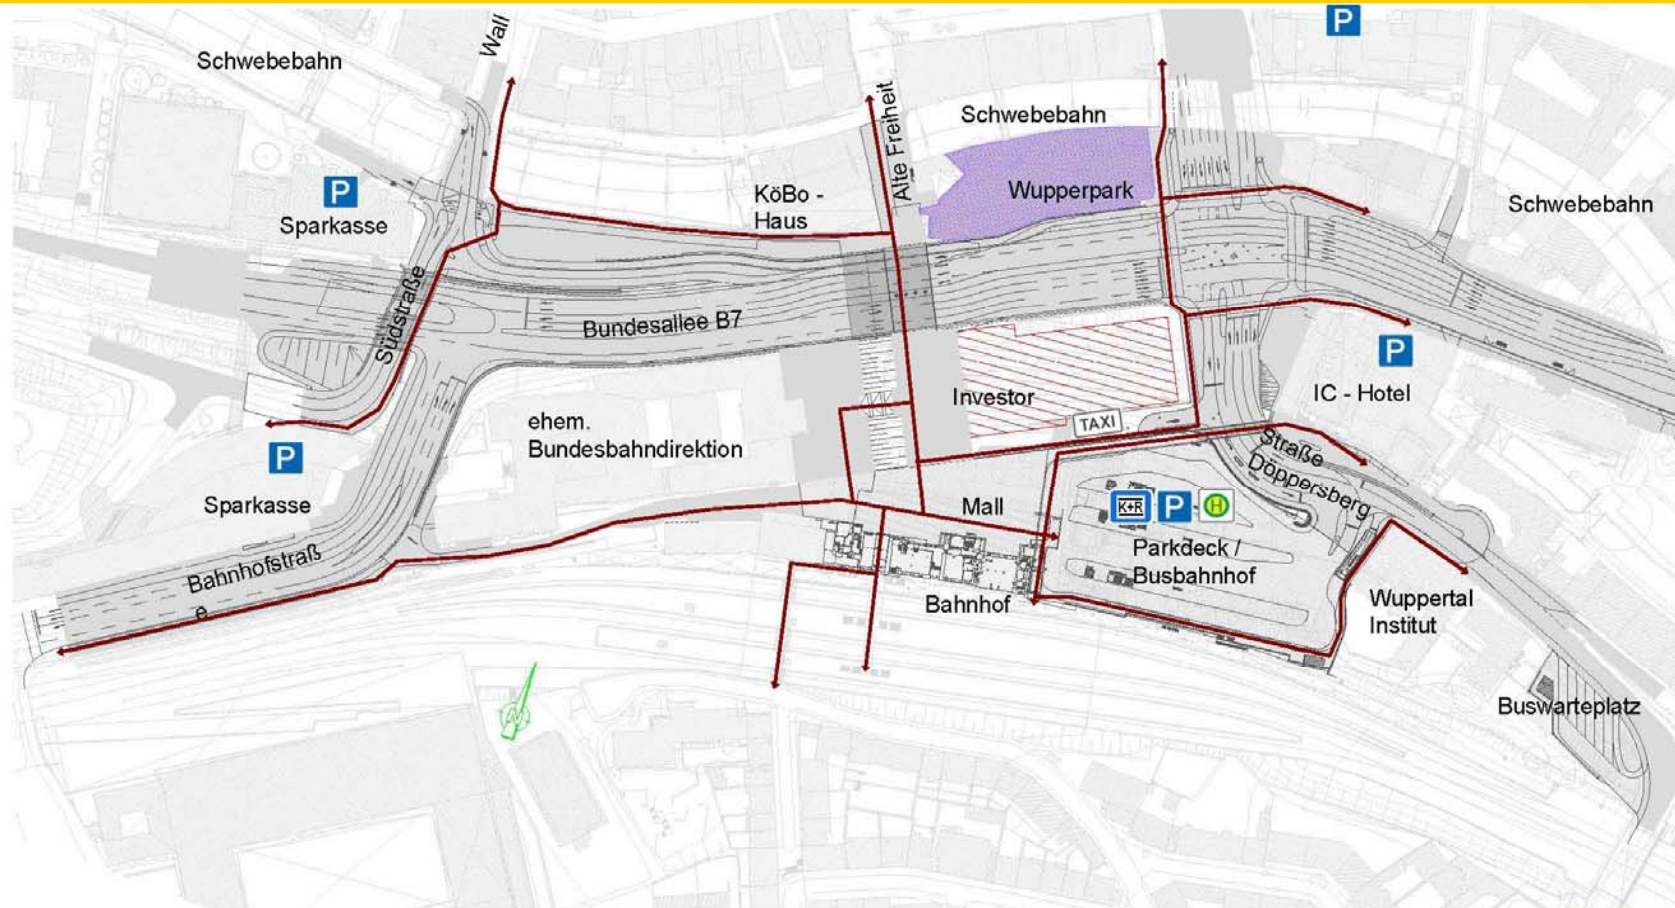 P
Wall
Schwebebahn
Alte Freiheit
Schwebebahn
P
Sparkasse
KöBo -
Haus
Wupperpark
Schwebebahn
Südstraße
Bundesallee B7
P
IC - Hotel
Investor
TAXI
ehem.
Bundesbahndirektion
P
Sparkasse
Straße
Döppersberg
Mall
K+R
P
H
Parkdeck /
Busbahnhof
Bahnhofstraß
e
Bahnhof
Wuppertal
Institut
Buswarteplatz